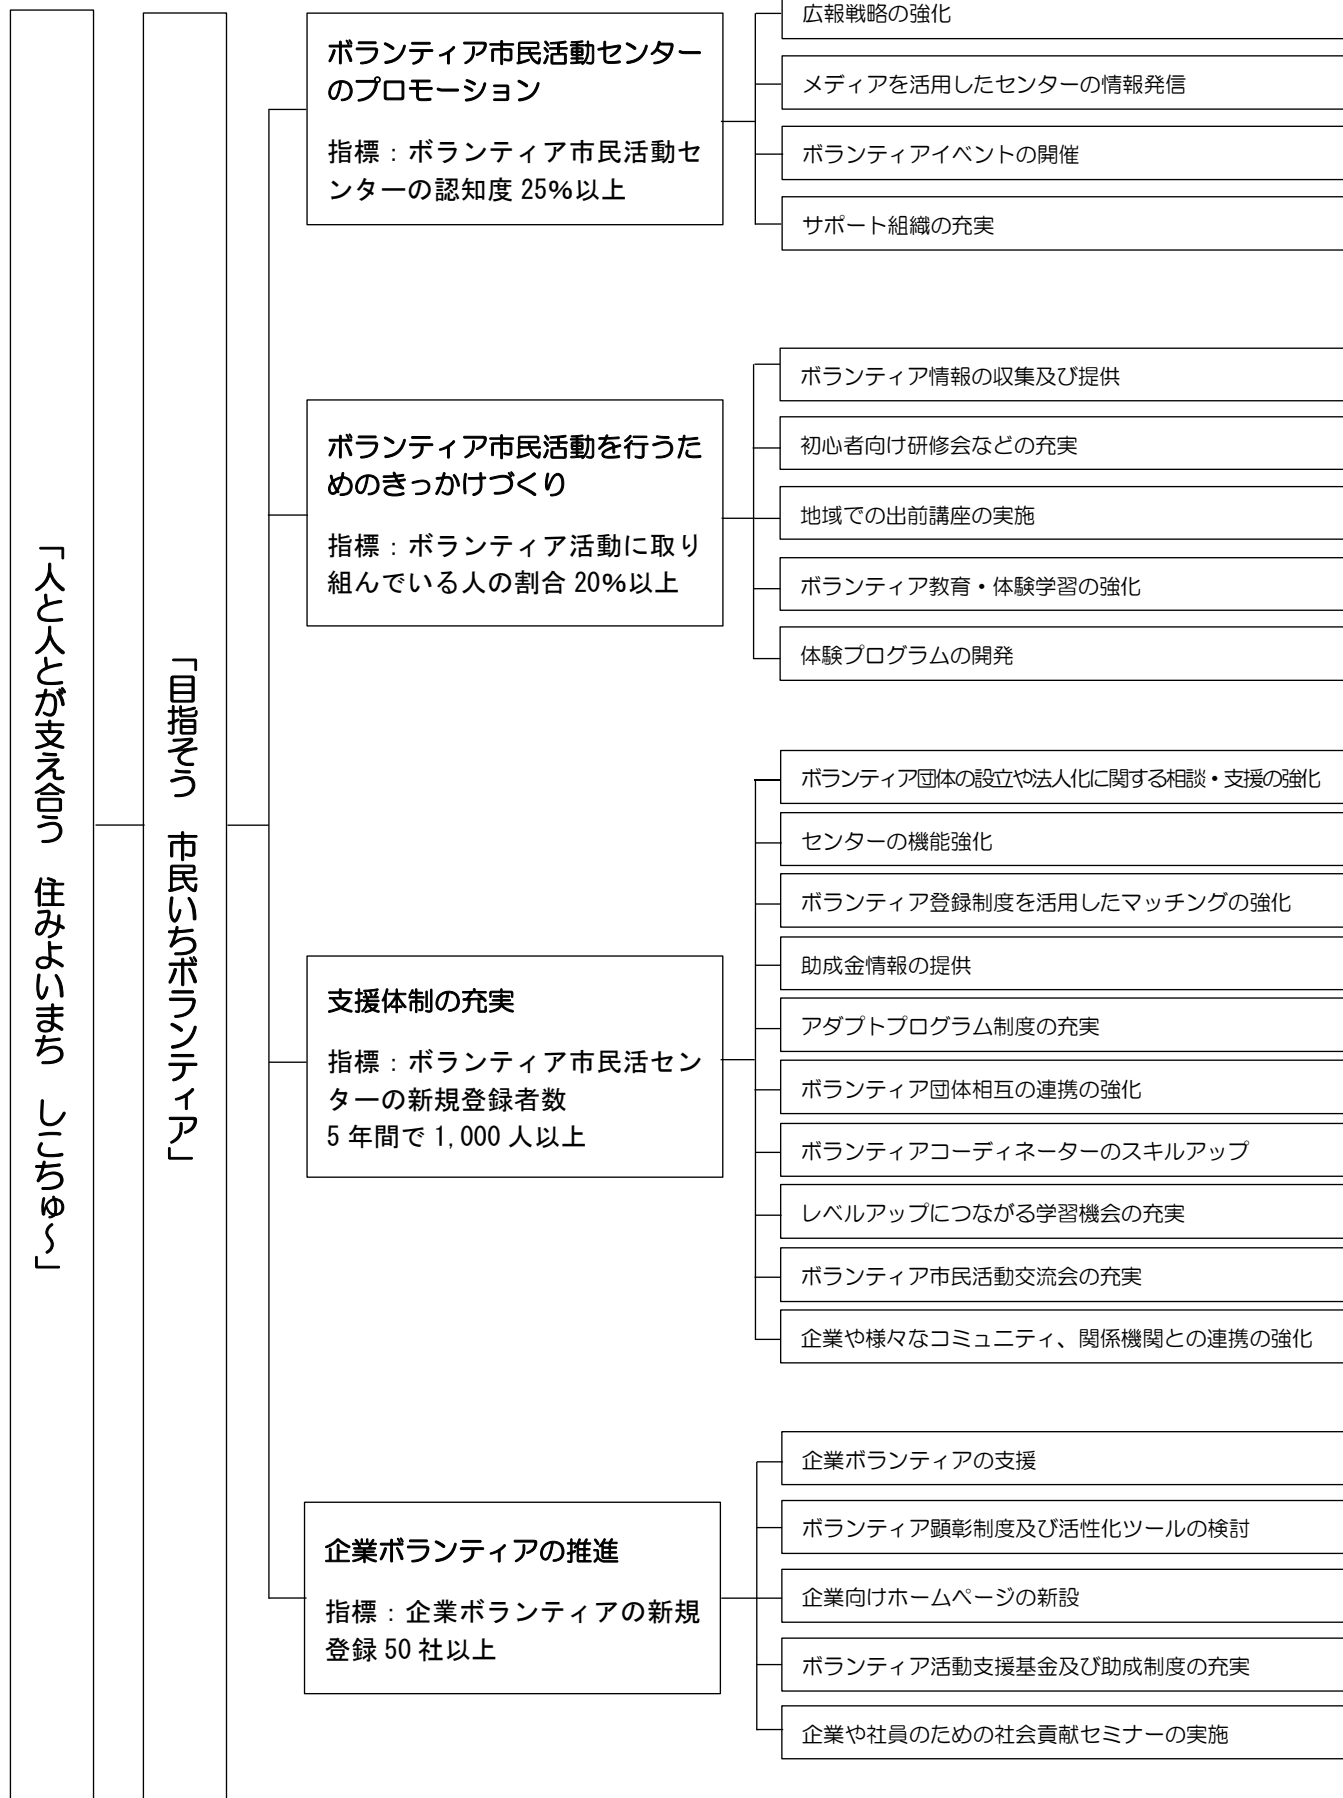 「人と人とが支え合う　住みよいまち　しこちゅ～」
「目指そう　市民いちボランティア」
ボランティア市民活動センター
のプロモーション
指標：ボランティア市民活動セ
ンターの認知度 25%以上
広報戦略の強化
メディアを活用したセンターの情報発信
ボランティアイベントの開催
サポート組織の充実
ボランティア市民活動を行うた
めのきっかけづくり
指標：ボランティア活動に取り
組んでいる人の割合 20%以上
ボランティア情報の収集及び提供
初心者向け研修会などの充実
地域での出前講座の実施
ボランティア教育・体験学習の強化
体験プログラムの開発
支援体制の充実
指標：ボランティア市民活セン
ターの新規登録者数
5 年間で 1,000 人以上
ボランティア団体の設立や法人化に関する相談・支援の強化
センターの機能強化
ボランティア登録制度を活用したマッチングの強化
助成金情報の提供
アダプトプログラム制度の充実
ボランティア団体相互の連携の強化
ボランティアコーディネーターのスキルアップ
レベルアップにつながる学習機会の充実
ボランティア市民活動交流会の充実
企業や様々なコミュニティ、関係機関との連携の強化
企業ボランティアの推進
指標：企業ボランティアの新規
登録 50 社以上
企業ボランティアの支援
ボランティア顕彰制度及び活性化ツールの検討
企業向けホームページの新設
ボランティア活動支援基金及び助成制度の充実
企業や社員のための社会貢献セミナーの実施